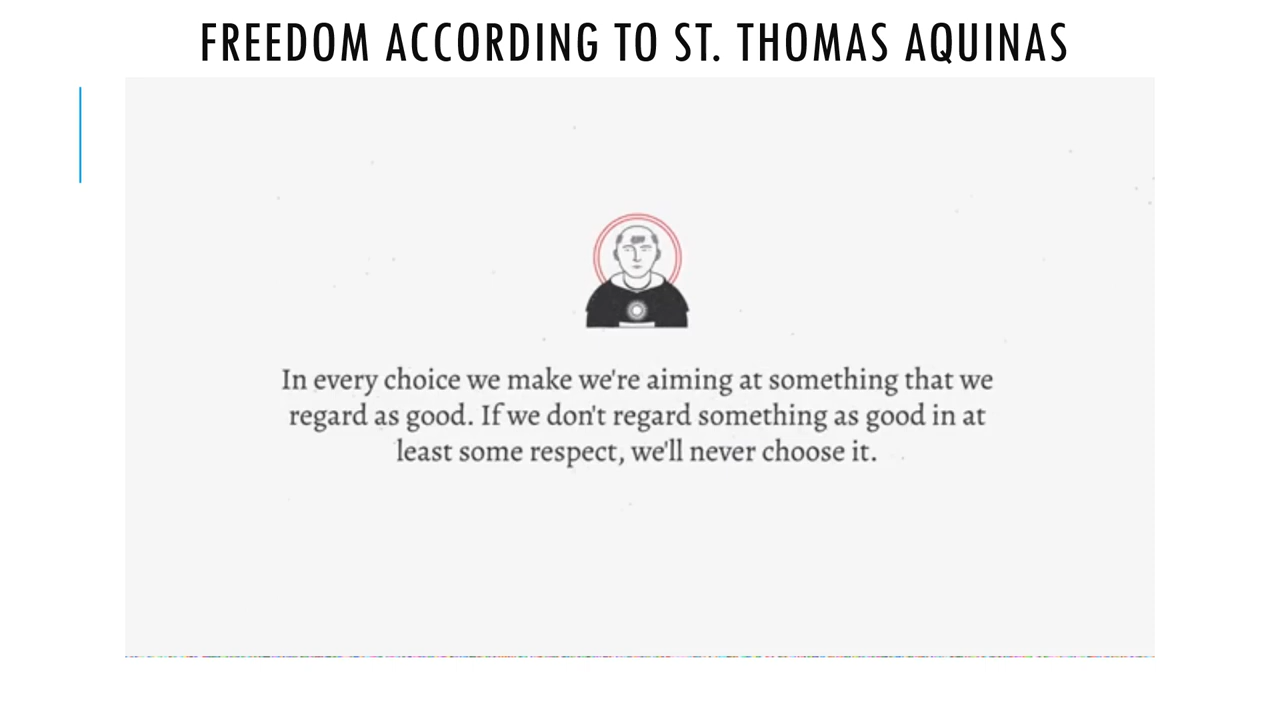 FREEDOM ACCORDING TO ST. THOMAS AQUINAS
In every choice we make we're aiming at something that we
regard as good. If we don't regard something as good in at
least some respect, we'll never choose it.